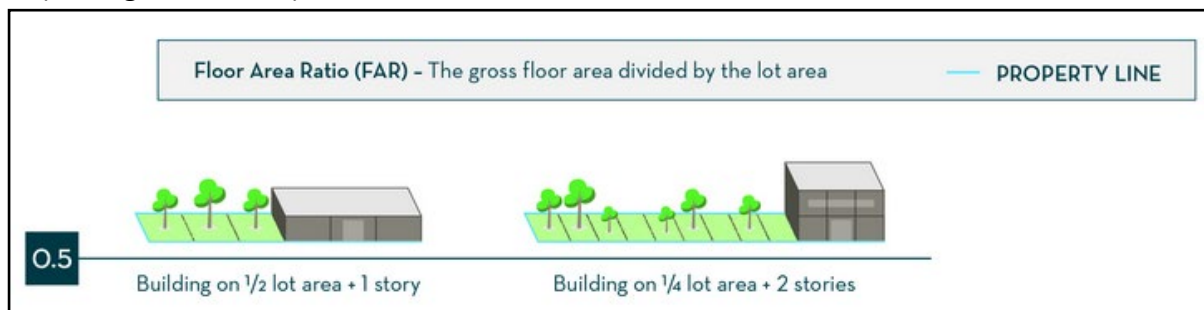 Floor Area Ratio (FAR) – The gross floor area divided by the lot area
PROPERTY LINE
0.5
Building on 1/2 lot area + 1 story
Building on 1/4 lot area + 2 stories